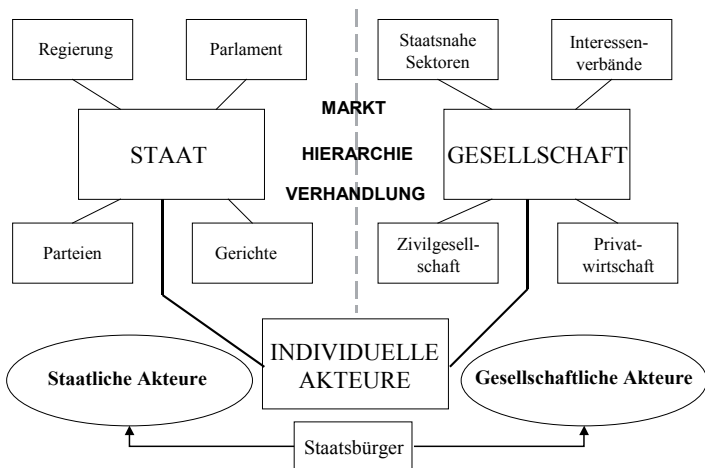 Regierung
Parlament
Staatsnahe
Sektoren
Interessen-
verbände
MARKT
STAAT
HIERARCHIE
GESELLSCHAFT
VERHANDLUNG
Parteien
Gerichte
Zivilgesell-
schaft
Privat-
wirtschaft
INDIVIDUELLE
AKTEURE
Staatliche Akteure
Gesellschaftliche Akteure
Staatsbürger